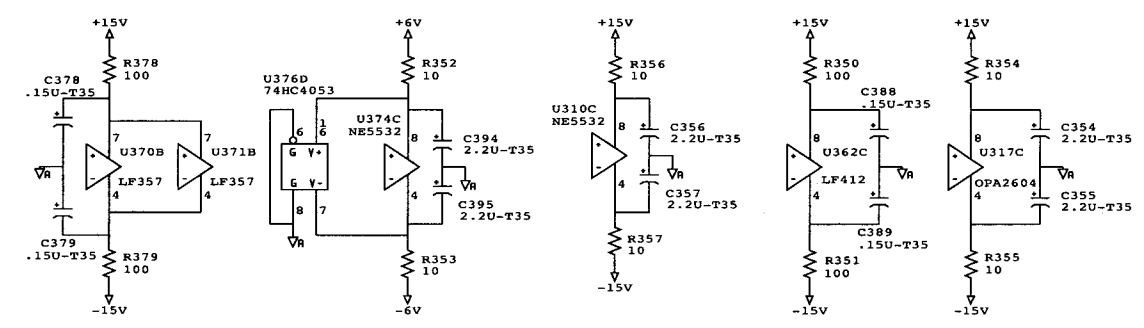 +15V
R378
100
C378
.15U-T35
7
7
U370B
U371B
LF357
LF357
4
4
A
C379
.15U-T35
R379
100
-15V
+6V
R352
10
U376D
74HC4053
6
1
6
G V+
G V-
8
7
A
U374C
NE5532
8
4
C394
2.2U-T35
A
C395
2.2U-T35
R353
10
-6V
+15V
R356
10
U310C
NE5532
8
4
C356
2.2U-T35
A
C357
2.2U-T35
R357
10
-15V
+15V
R350
100
C388
.15U-T35
8
U362C
LF412
4
A
C389
.15U-T35
R351
100
-15V
+15V
R354
10
8
U317C
OPA2604
4
C354
2.2U-T35
A
C355
2.2U-T35
R355
10
-15V